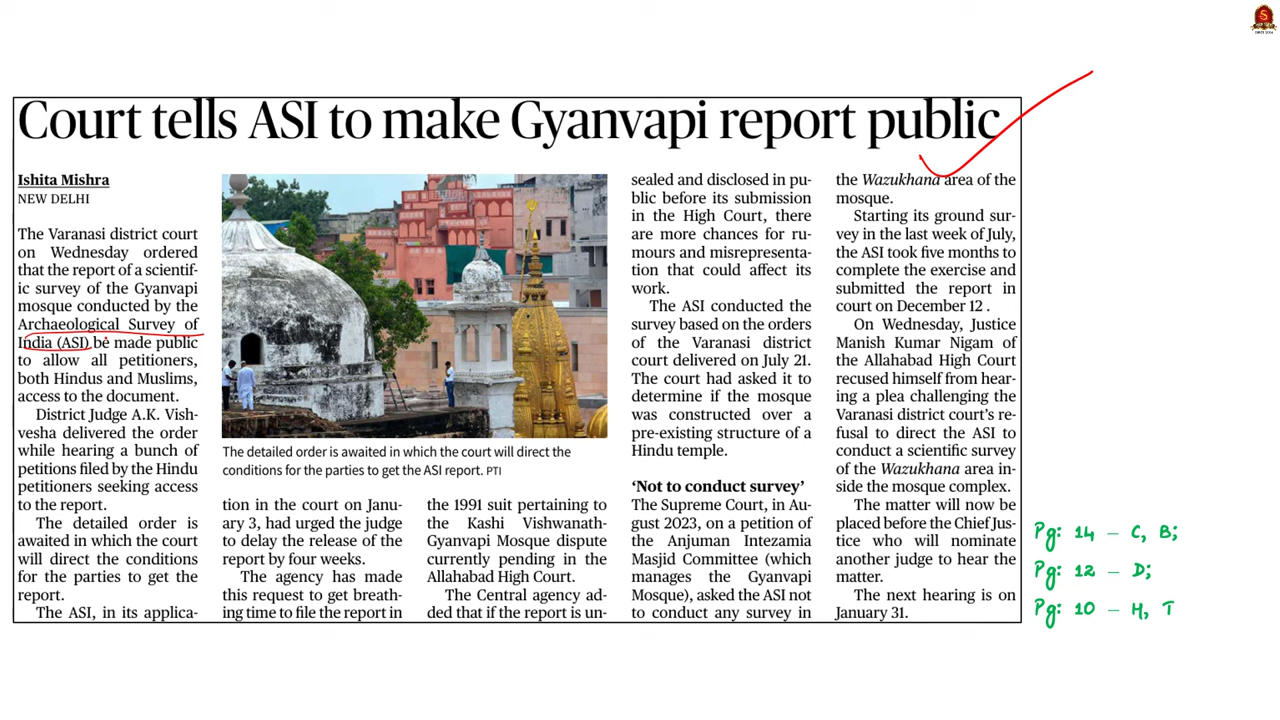 Court tells ASI to make Gyanvapi report public
Ishita Mishra
NEW DELHI
The Varanasi district court
on Wednesday ordered
that the report of a scientif-
ic survey of the Gyanvapi
mosque conducted by the
Archaeological Survey of
India (ASI) be made public
to allow all petitioners,
both Hindus and Muslims,
access to the document.
District Judge A.K. Vish-
vesha delivered the order
while hearing a bunch of
petitions filed by the Hindu
petitioners seeking access
to the report.
The detailed order is
awaited in which the court
will direct the conditions
for the parties to get the
report.
The ASI, in its applica-
The detailed order is awaited in which the court will direct the
conditions for the parties to get the ASI report. PTI
tion in the court on Janu-
ary 3, had urged the judge
to delay the release of the
report by four weeks.
The agency has made
this request to get breath-
ing time to file the report in
the 1991 suit pertaining to
the Kashi Vishwanath-
Gyanvapi Mosque dispute
currently pending in the
Allahabad High Court.
The Central agency ad-
ded that if the report is un-
sealed and disclosed in pu-
blic before its submission
in the High Court, there
are more chances for ru-
mours and misrepresenta-
tion that could affect its
work.
The ASI conducted the
survey based on the orders
of the Varanasi district
court delivered on July 21.
The court had asked it to
determine if the mosque
was constructed over a
pre-existing structure of a
Hindu temple.
‘Not to conduct survey’
The Supreme Court, in Au-
gust 2023, on a petition of
the Anjuman Intezamia
Masjid Committee (which
manages the Gyanvapi
Mosque), asked the ASI not
to conduct any survey in
the Wazukhana area of the
mosque.
Starting its ground sur-
vey in the last week of July,
the ASI took five months to
complete the exercise and
submitted the report in
court on December 12 .
On Wednesday, Justice
Manish Kumar Nigam of
the Allahabad High Court
recused himself from hear-
ing a plea challenging the
Varanasi district court’s re-
fusal to direct the ASI to
conduct a scientific survey
of the Wazukhana area in-
side the mosque complex.
The matter will now be
placed before the Chief Jus-
tice who will nominate
another judge to hear the
matter.
The next hearing is on
January 31.
Pg: 14 - C, B;
Pg: 12 - D;
Pg: 10 - H, T